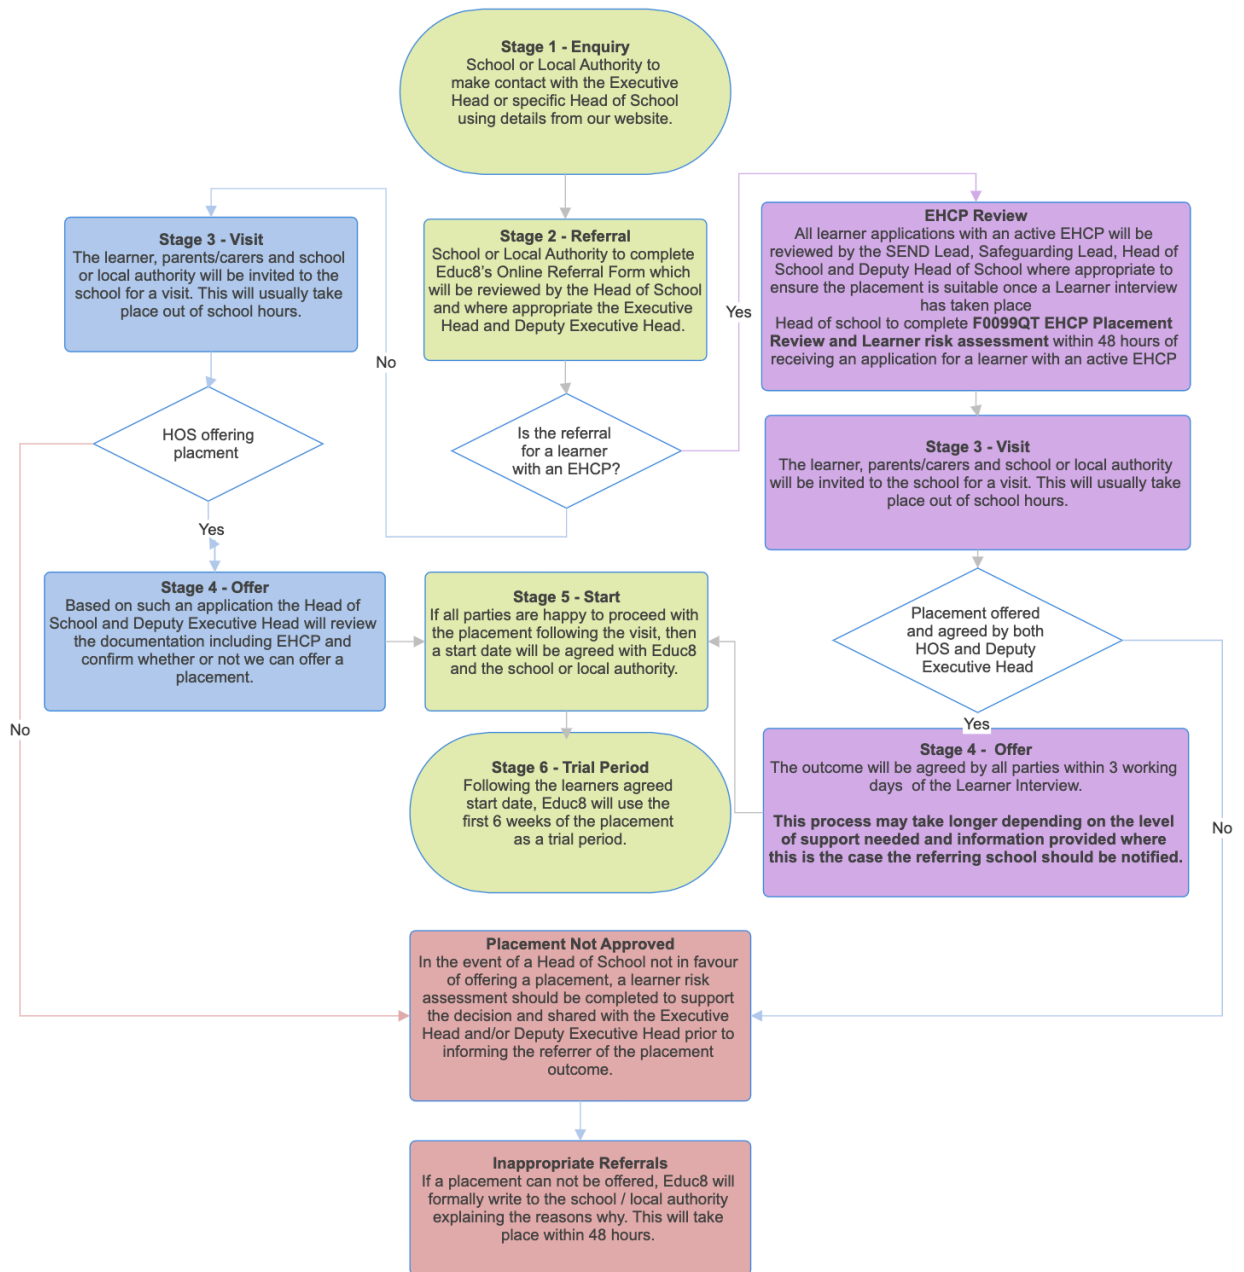 Stage 1 - Enquiry
School or Local Authority to
make contact with the Executive
Head or specific Head of School
using details from our website.
Stage 2 - Referral
School or Local Authority to complete
Educ8's Online Referral Form which
will be reviewed by the Head of School
and where appropriate the Executive
Head and Deputy Executive Head.
Is the referral
for a learner
with an EHCP?
No
Stage 3 - Visit
The learner, parents/carers and school
or local authority will be invited to the
school for a visit. This will usually take
place out of school hours.
HOS offering
placment
Yes
Stage 4 - Offer
Based on such an application the Head of
School and Deputy Executive Head will review
the documentation including EHCP and
confirm whether or not we can offer a
placement.
No
Yes
EHCP Review
All learner applications with an active EHCP will be
reviewed by the SEND Lead, Safeguarding Lead, Head of
School and Deputy Head of School where appropriate to
ensure the placement is suitable once a Learner interview
has taken place
Head of school to complete F0099QT EHCP Placement
Review and Learner risk assessment within 48 hours of
receiving an application for a learner with an active EHCP
Stage 3 - Visit
The learner, parents/carers and school or local authority
will be invited to the school for a visit. This will usually take
place out of school hours.
Placement offered
and agreed by both
HOS and Deputy
Executive Head
Yes
Stage 4 -  Offer
The outcome will be agreed by all parties within 3 working
days  of the Learner Interview.
This process may take longer depending on the level
of support needed and information provided where
this is the case the referring school should be notified.
No
Stage 5 - Start
If all parties are happy to proceed with
the placement following the visit, then
a start date will be agreed with Educ8
and the school or local authority.
Stage 6 - Trial Period
Following the learners agreed
start date, Educ8 will use the
first 6 weeks of the placement
as a trial period.
Placement Not Approved
In the event of a Head of School not in favour
of offering a placement, a learner risk
assessment should be completed to support
the decision and shared with the Executive
Head and/or Deputy Executive Head prior to
informing the referrer of the placement
outcome.
Inappropriate Referrals
If a placement can not be offered, Educ8 will
formally write to the school / local authority
explaining the reasons why. This will take
place within 48 hours.